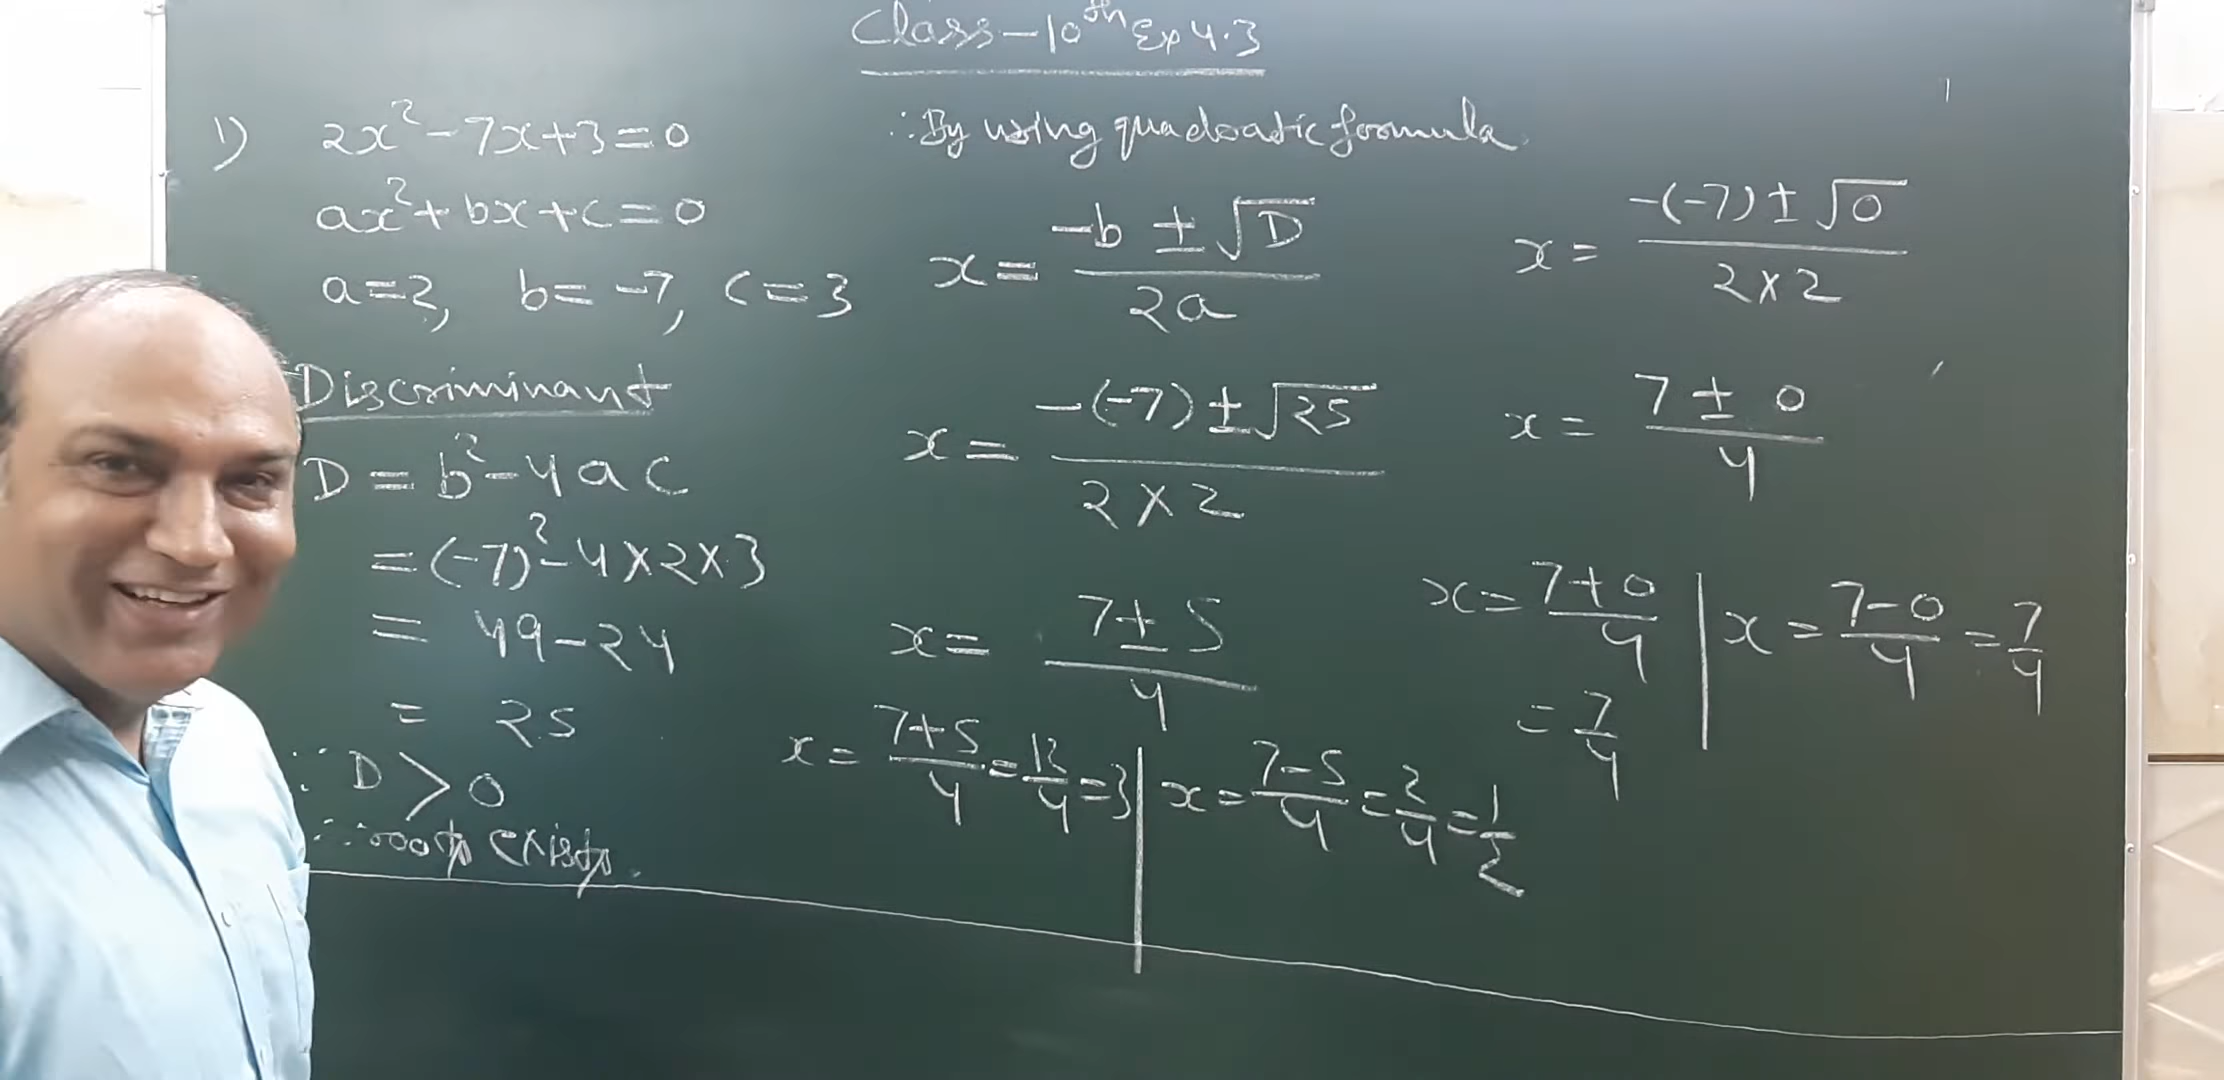 Class-10th Exp 4.3
1) 2x² - 7x + 3 = 0
ax² + bx + c = 0
a = 2, b = -7, c = 3
Discriminant
D = b² - 4ac
= (-7)² - 4 × 2 × 3
= 49 - 24
= 25
∵ D > 0
∴ roots exists.
∴ By using quadratic formula
x = (-b ± √D)/(2a)
x = (-(-7) ± √25)/(2 × 2)
x = (7 ± 5)/4
x = (7+5)/4 = 12/4 = 3 | x = (7-5)/4 = 2/4 = 1/2
x = (-(-7) ± √0)/(2 × 2)
x = (7 ± 0)/4
x = (7+0)/4 | x = (7-0)/4 = 7/4
= 7/4